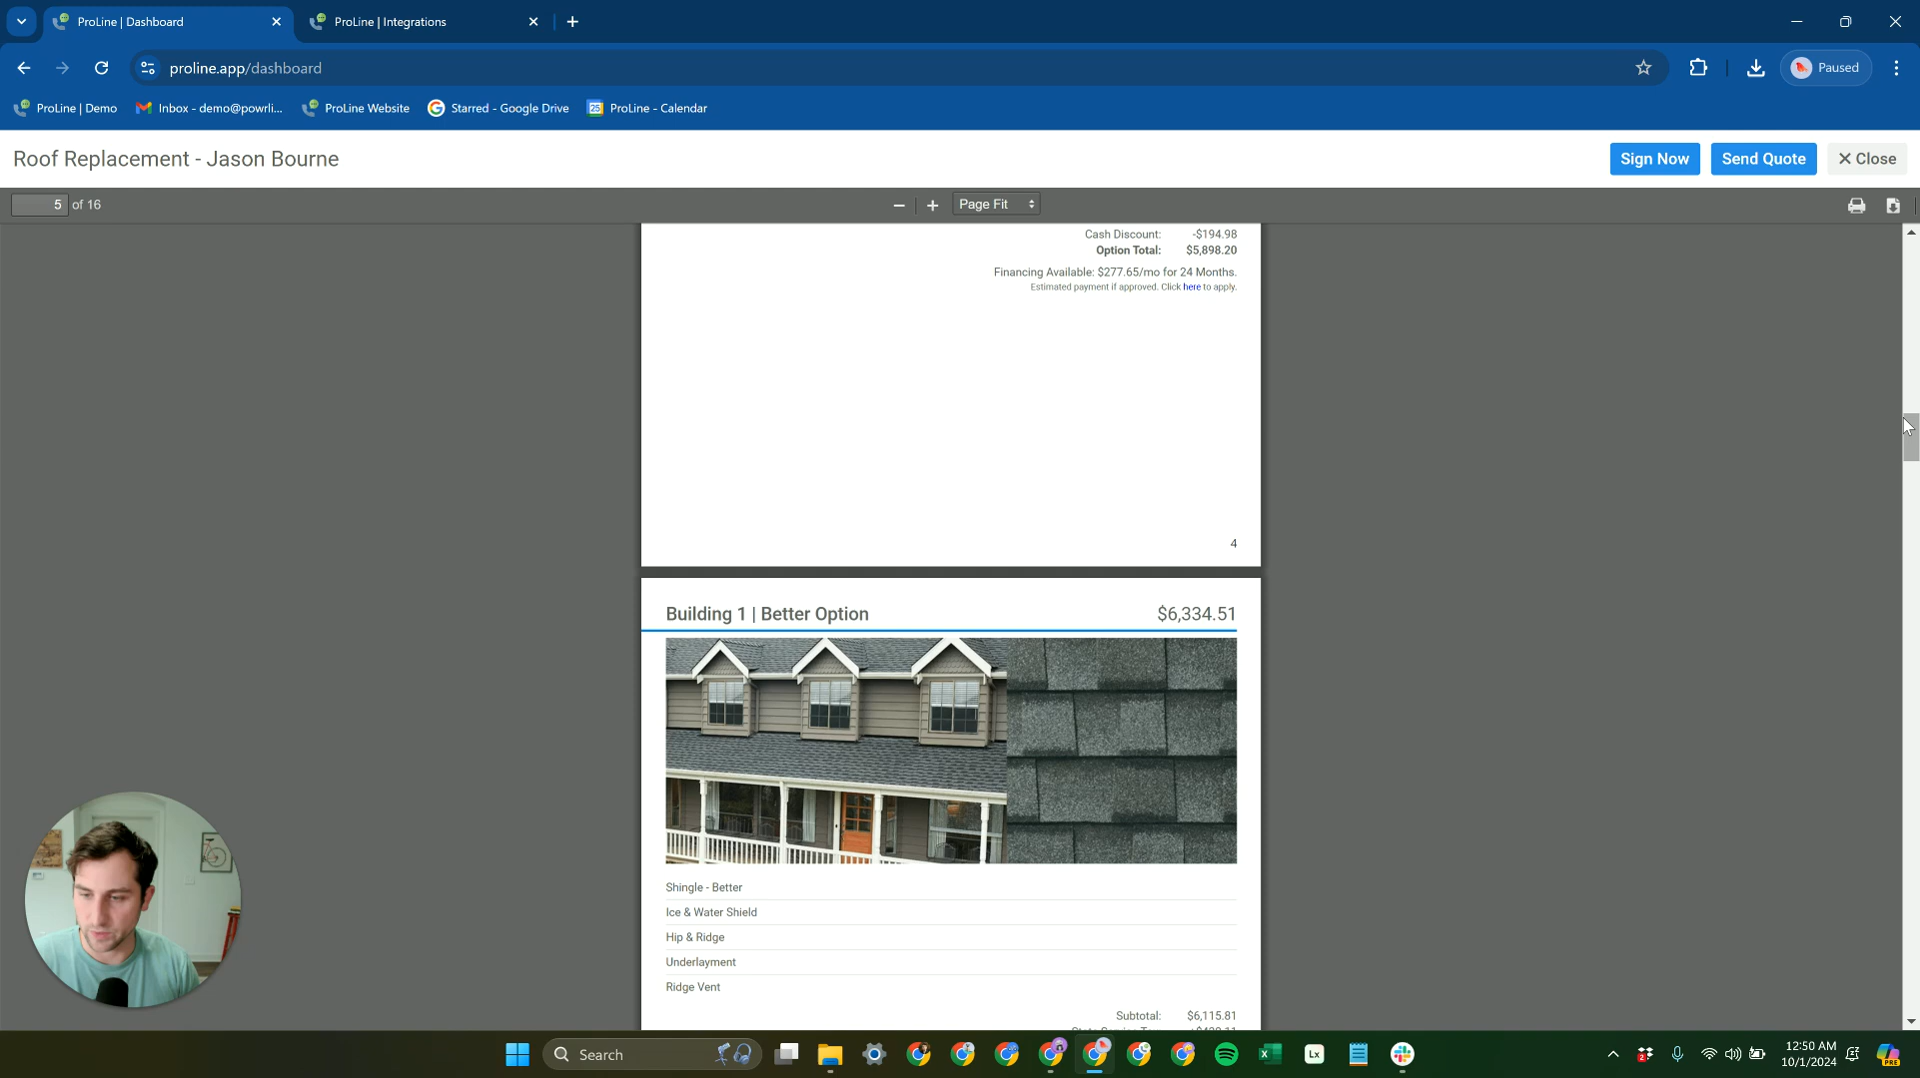 ProLine | Dashboard
ProLine | Integrations
proline.app/dashboard
Paused
ProLine | Demo
Inbox - demo@powrli...
ProLine Website
Starred - Google Drive
25
ProLine - Calendar
Roof Replacement - Jason Bourne
Sign Now
Send Quote
Close
5 of 16
Page Fit
Cash Discount: -$194.98
Option Total: $5,898.20
Financing Available: $277.65/mo for 24 Months.
Estimated payment if approved. Click here to apply.
4
Building 1 | Better Option $6,334.51
Shingle - Better
Ice & Water Shield
Hip & Ridge
Underlayment
Ridge Vent
Subtotal: $6,115.81
Search
Lx
2
12:50 AM
10/1/2024
PRE